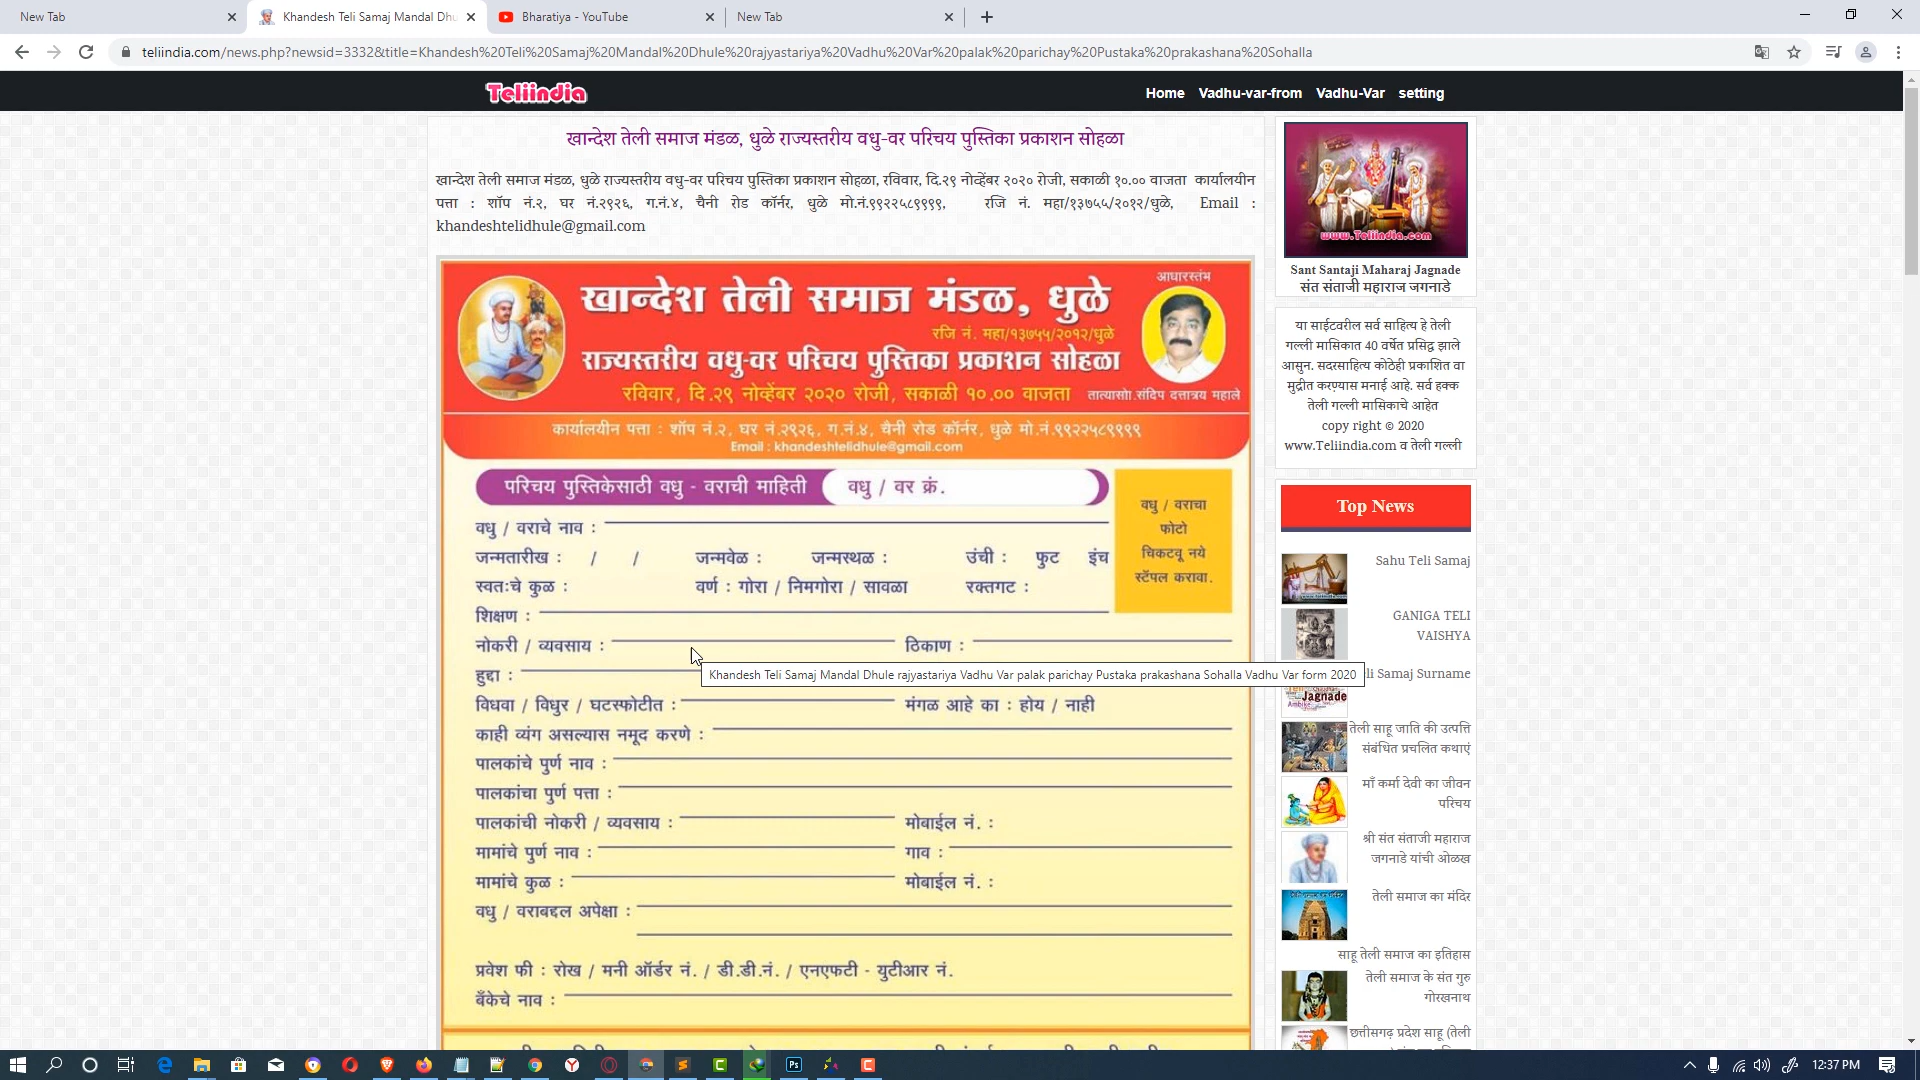 New Tab
Khandesh Teli Samaj Mandal Dhu
Bharatiya - YouTube
New Tab
teliindia.com/news.php?newsid=3332&title=Khandesh%20Teli%20Samaj%20Mandal%20Dhule%20rajyastariya%20Vadhu%20Var%20palak%20parichay%20Pustaka%20prakashana%20Sohalla
Teliindia
Home Vadhu-var-from Vadhu-Var setting
खान्देश तेली समाज मंडळ, धुळे राज्यस्तरीय वधु-वर परिचय पुस्तिका प्रकाशन सोहळा
खान्देश तेली समाज मंडळ, धुळे राज्यस्तरीय वधु-वर परिचय पुस्तिका प्रकाशन सोहळा, रविवार, दि.२९ नोव्हेंबर २०२० रोजी, सकाळी १०.०० वाजता कार्यालयीन
पत्ता : शॉप नं.२, घर नं.२९२६, ग.नं.४, चैनी रोड कॉर्नर, धुळे मो.नं.९९२२५८९९९९, रजि नं. महा/१३७५५/२०१२/धुळे, Email :
khandeshtelidhule@gmail.com
आधारस्तंभ
खान्देश तेली समाज मंडळ, धुळे
रजि नं. महा/१३७५५/२०१२/धुळे
राज्यस्तरीय वधु-वर परिचय पुस्तिका प्रकाशन सोहळा
रविवार, दि.२९ नोव्हेंबर २०२० रोजी, सकाळी १०.०० वाजता
तात्यासो.संदिप दत्तात्रय महाले
कार्यालयीन पत्ता : शॉप नं.२, घर नं.२९२६, ग.नं.४, चैनी रोड कॉर्नर, धुळे मो.नं.९९२२५८९९९९
Email : khandeshtelidhule@gmail.com
परिचय पुस्तिकेसाठी वधु - वराची माहिती वधु / वर क्रं.
वधु / वराचा
फोटो
चिकटवू नये
स्टॅपल करावा.
वधु / वराचे नाव :
जन्मतारीख : / / जन्मवेळ : जन्मस्थळ : उंची : फुट इंच
स्वतःचे कुळ : वर्ण : गोरा / निमगोरा / सावळा रक्तगट :
शिक्षण :
नोकरी / व्यवसाय : ठिकाण :
हुद्दा :
Khandesh Teli Samaj Mandal Dhule rajyastariya Vadhu Var palak parichay Pustaka prakashana Sohalla Vadhu Var form 2020
विधवा / विधुर / घटस्फोटीत : मंगळ आहे का : होय / नाही
काही व्यंग असल्यास नमूद करणे :
पालकांचे पुर्ण नाव :
पालकांचा पुर्ण पत्ता :
पालकांची नोकरी / व्यवसाय : मोबाईल नं. :
मामांचे पुर्ण नाव : गाव :
मामांचे कुळ : मोबाईल नं. :
वधु / वराबद्दल अपेक्षा :
प्रवेश फी : रोख / मनी ऑर्डर नं. / डी.डी.नं. / एनएफटी - युटीआर नं.
बँकेचे नाव :
www.Teliindia.com
Sant Santaji Maharaj Jagnade
संत संताजी महाराज जगनाडे
या साईटवरील सर्व साहित्य हे तेली
गल्ली मासिकात 40 वर्षेत प्रसिद्ध झाले
आसुन. सदरसाहित्य कोठेही प्रकाशित वा
मुद्रीत करण्यास मनाई आहे. सर्व हक्क
तेली गल्ली मासिकाचे आहेत
copy right © 2020
www.Teliindia.com व तेली गल्ली
Top News
Sahu Teli Samaj
GANIGA TELI
VAISHYA
li Samaj Surname
Jagnade
तेली साहू जाति की उत्पत्ति
संबंधित प्रचलित कथाएं
माँ कर्मा देवी का जीवन
परिचय
श्री संत संताजी महाराज
जगनाडे यांची ओळख
तेली समाज का मंदिर
साहू तेली समाज का इतिहास
तेली समाज के संत गुरु
गोरखनाथ
छत्तीसगढ़ प्रदेश साहू (तेली
12:37 PM